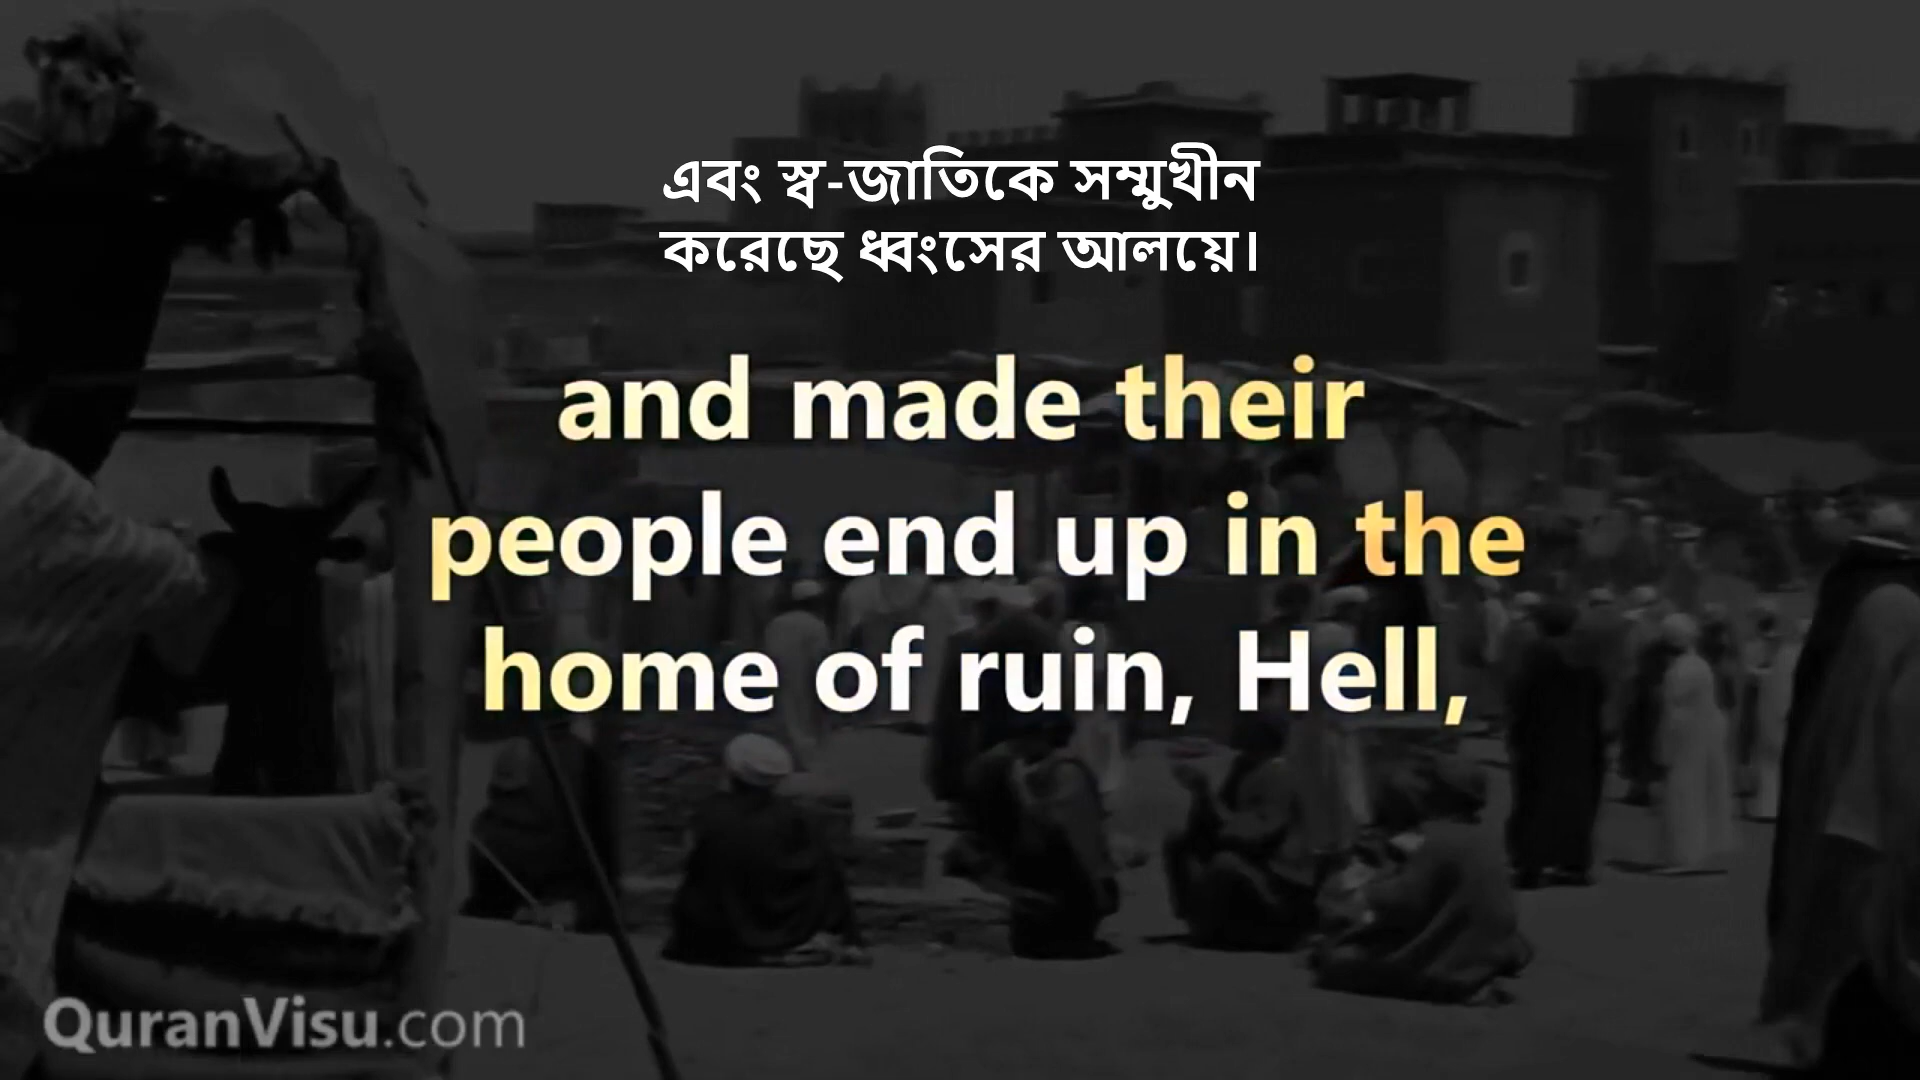 এবং স্ব-জাতিকে সম্মুখীন
করেছে ধ্বংসের আলয়ে।
and made their
people end up in the
home of ruin, Hell,
QuranVisu.com